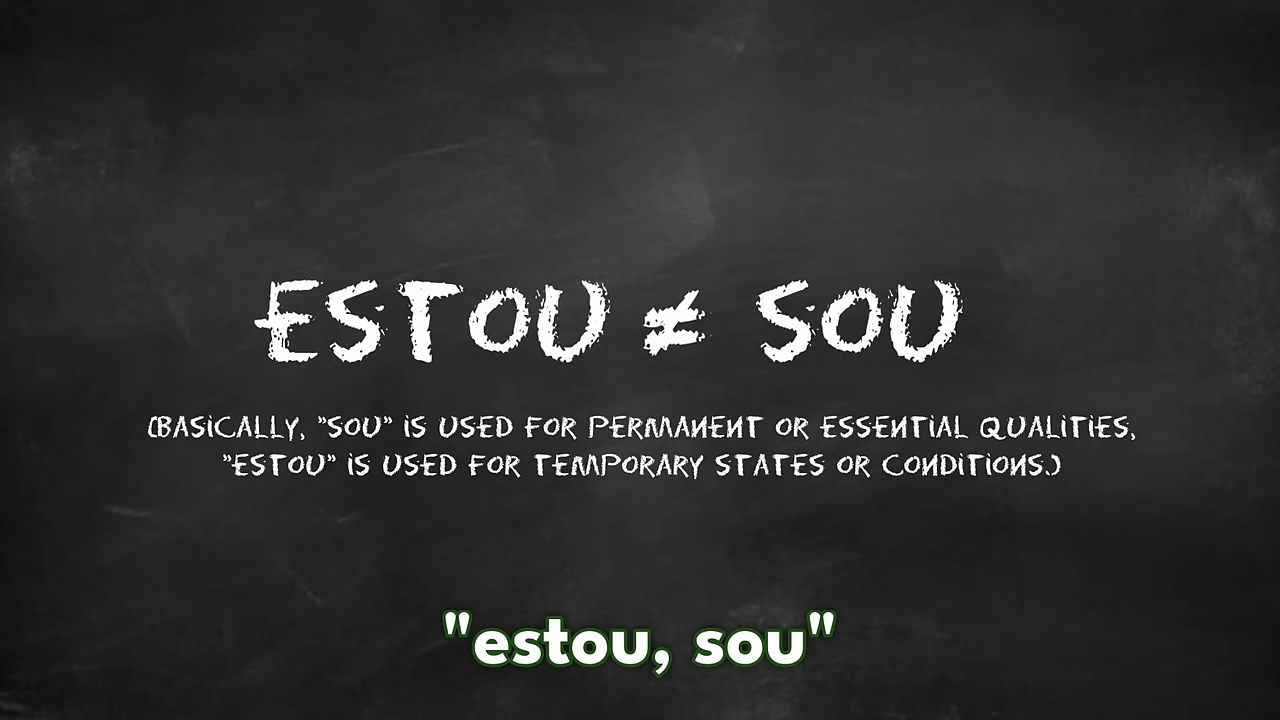 ESTOU ≠ SOU
(BASICALLY, "SOU" IS USED FOR PERMANENT OR ESSENTIAL QUALITIES,
"ESTOU" IS USED FOR TEMPORARY STATES OR CONDITIONS.)
"estou, sou"